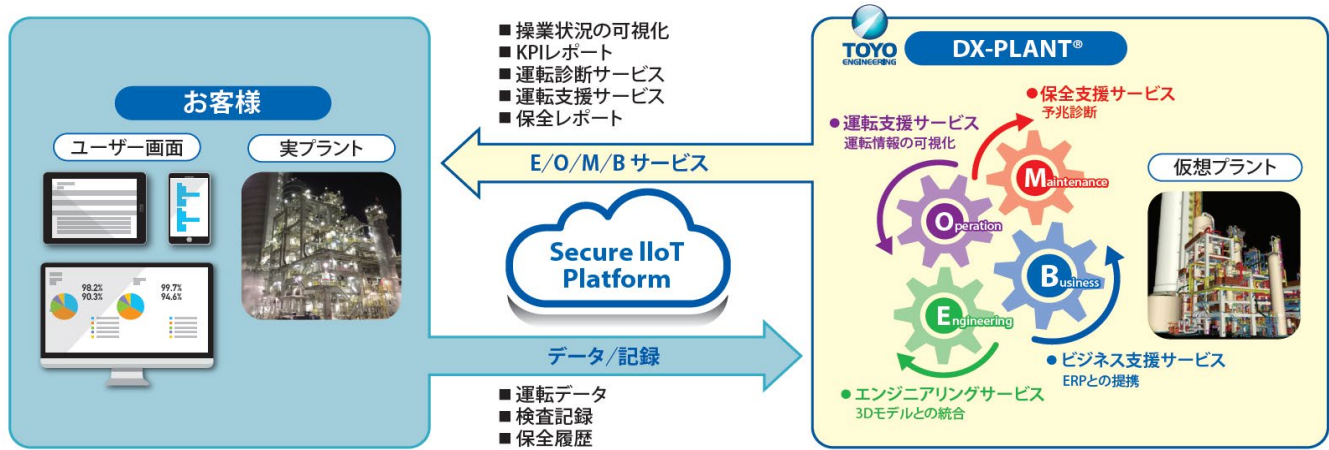 お客様
ユーザー画面
実プラント
98.2%
90.3%
99.7%
94.6%
■ 操業状況の可視化
■ KPIレポート
■ 運転診断サービス
■ 運転支援サービス
■ 保全レポート
E/O/M/B サービス
Secure IIoT
Platform
データ/記録
■ 運転データ
■ 検査記録
■ 保全履歴
TOYO
ENGINEERING
DX-PLANT®
● 保全支援サービス
予兆診断
● 運転支援サービス
運転情報の可視化
Maintenance
Operation
Business
Engineering
仮想プラント
● ビジネス支援サービス
ERPとの提携
● エンジニアリングサービス
3Dモデルとの統合